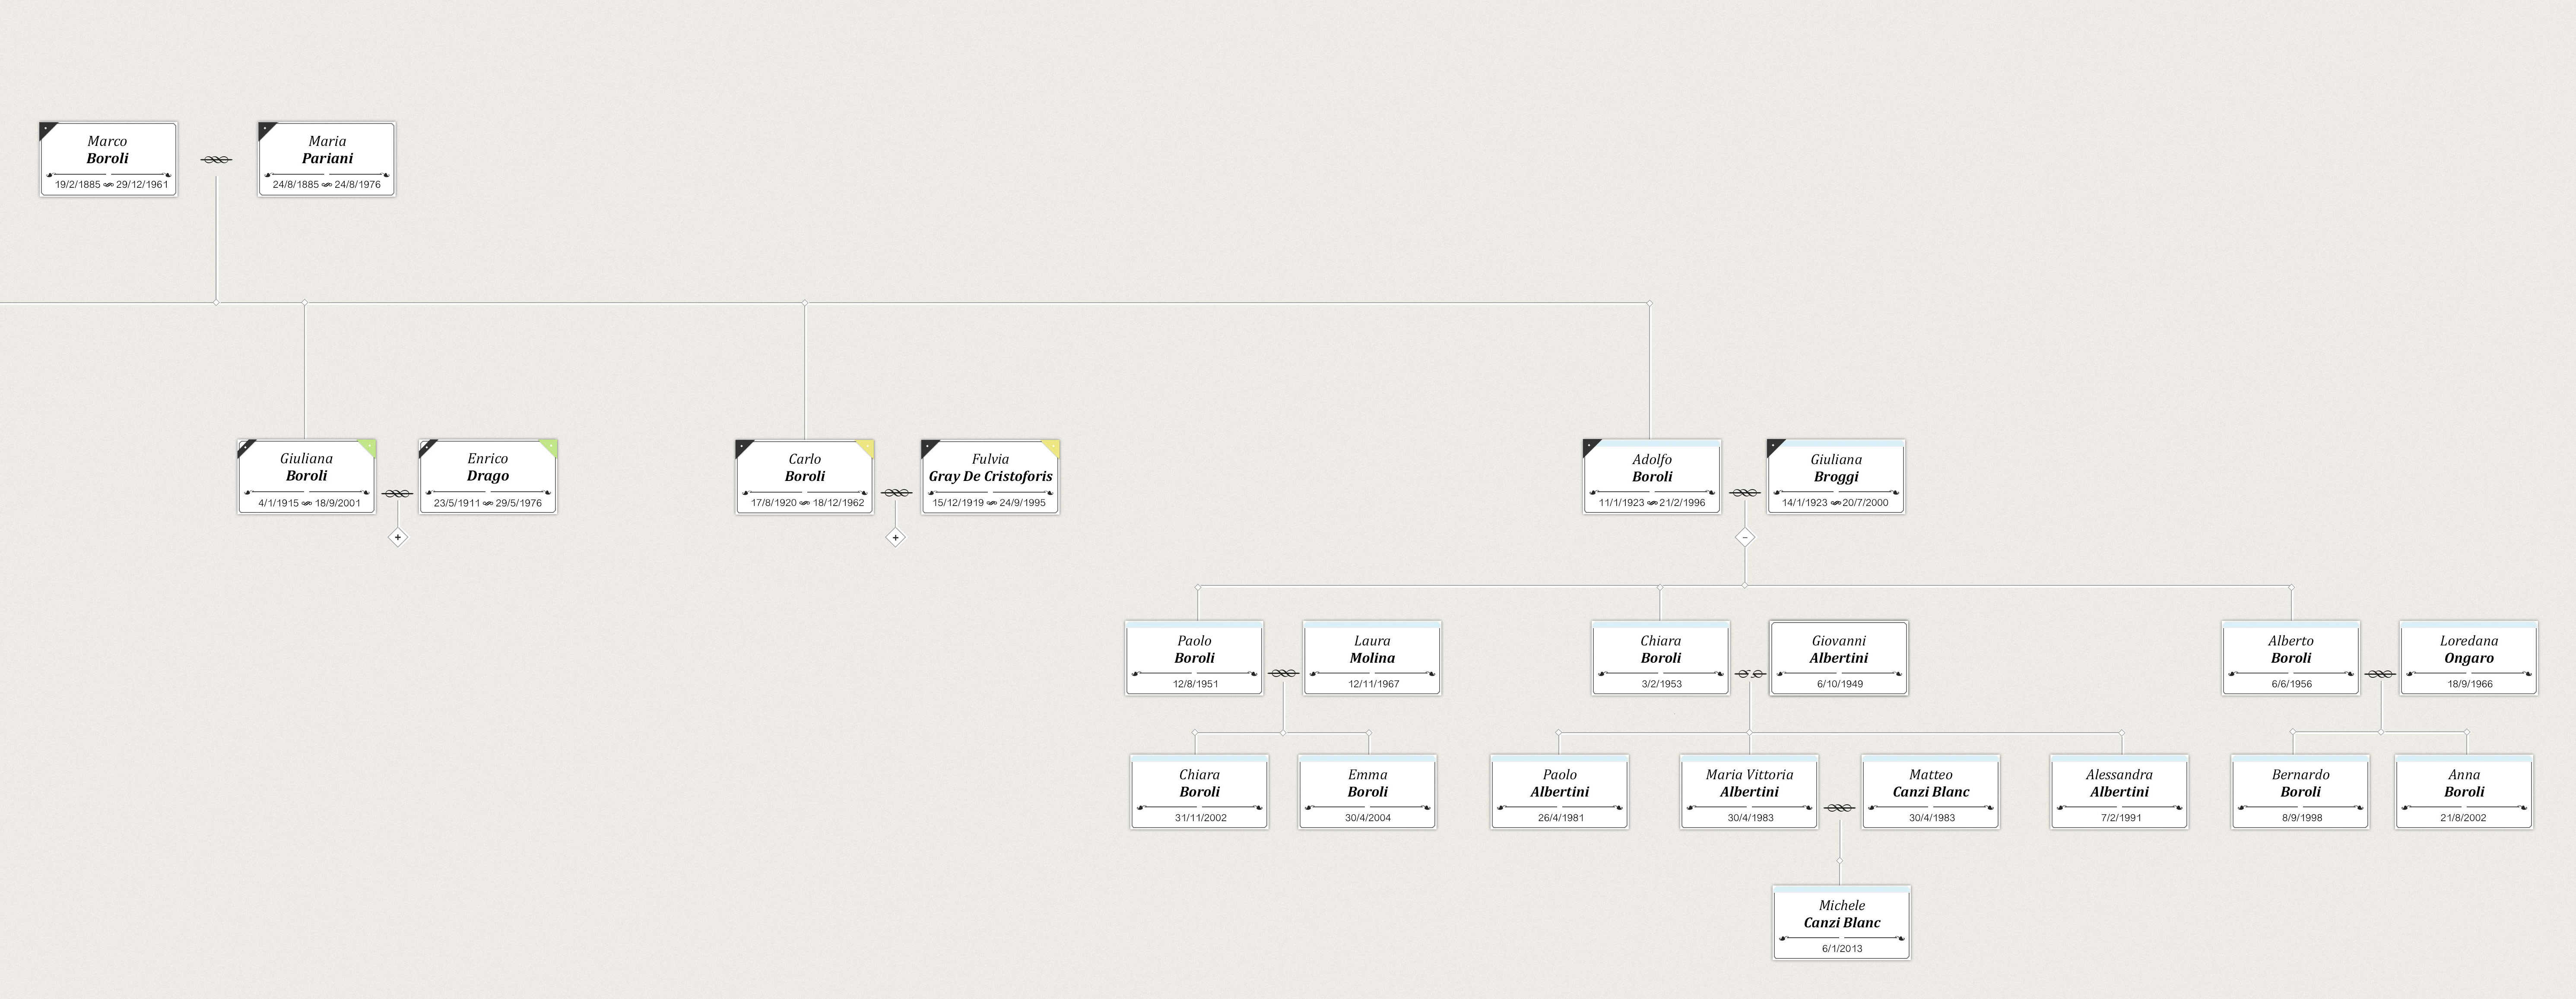 Marco
Boroli
19/2/1885 29/12/1961
Maria
Pariani
24/8/1885 24/8/1976
Giuliana
Boroli
4/1/1915 18/9/2001
Enrico
Drago
23/5/1911 29/5/1976
+
Carlo
Boroli
17/8/1920 18/12/1962
Fulvia
Gray De Cristoforis
15/12/1919 24/9/1995
+
Adolfo
Boroli
11/1/1923 21/2/1996
Giuliana
Broggi
14/1/1923 20/7/2000
−
Paolo
Boroli
12/8/1951
Laura
Molina
12/11/1967
Chiara
Boroli
3/2/1953
Giovanni
Albertini
6/10/1949
Alberto
Boroli
6/6/1956
Loredana
Ongaro
18/9/1966
Chiara
Boroli
31/11/2002
Emma
Boroli
30/4/2004
Paolo
Albertini
26/4/1981
Maria Vittoria
Albertini
30/4/1983
Matteo
Canzi Blanc
30/4/1983
Alessandra
Albertini
7/2/1991
Bernardo
Boroli
8/9/1998
Anna
Boroli
21/8/2002
Michele
Canzi Blanc
6/1/2013